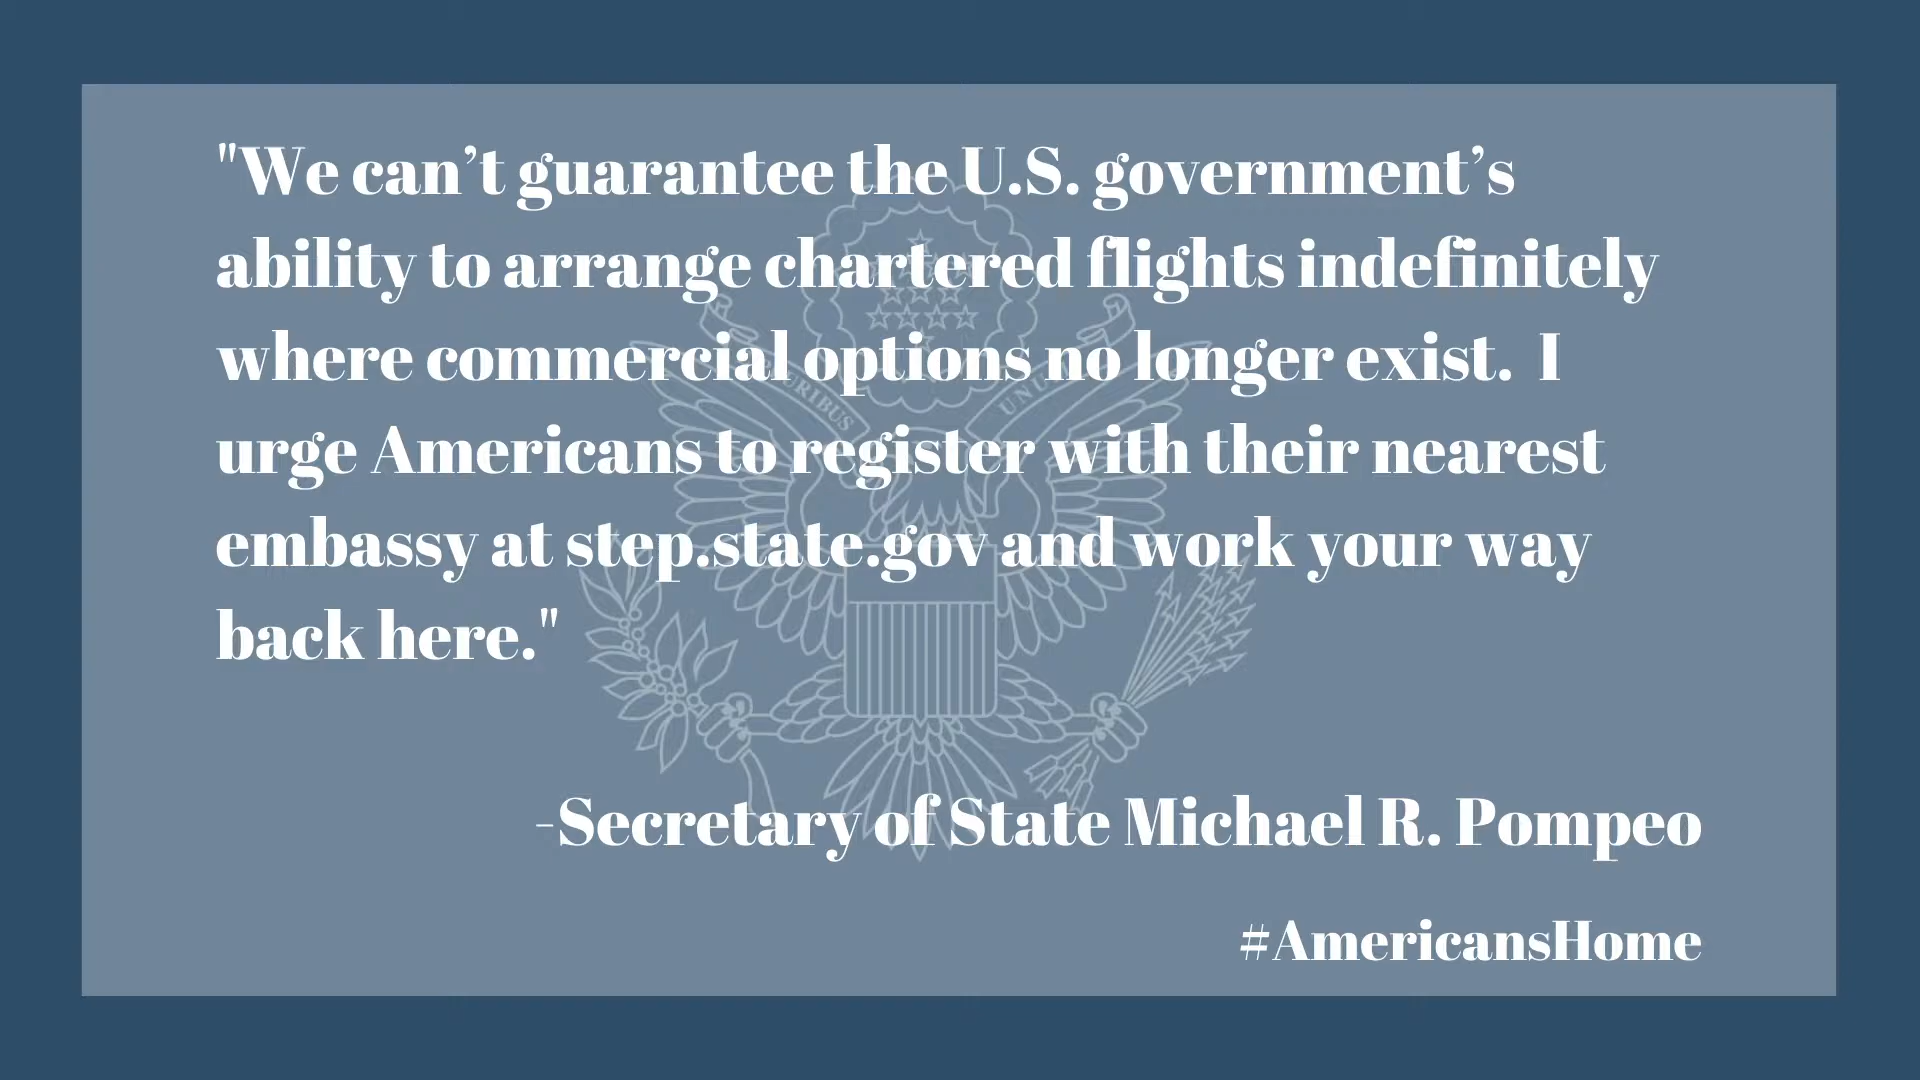 "We can’t guarantee the U.S. government’s
ability to arrange chartered flights indefinitely
where commercial options no longer exist.  I
urge Americans to register with their nearest
embassy at step.state.gov and work your way
back here."
-Secretary of State Michael R. Pompeo
#AmericansHome